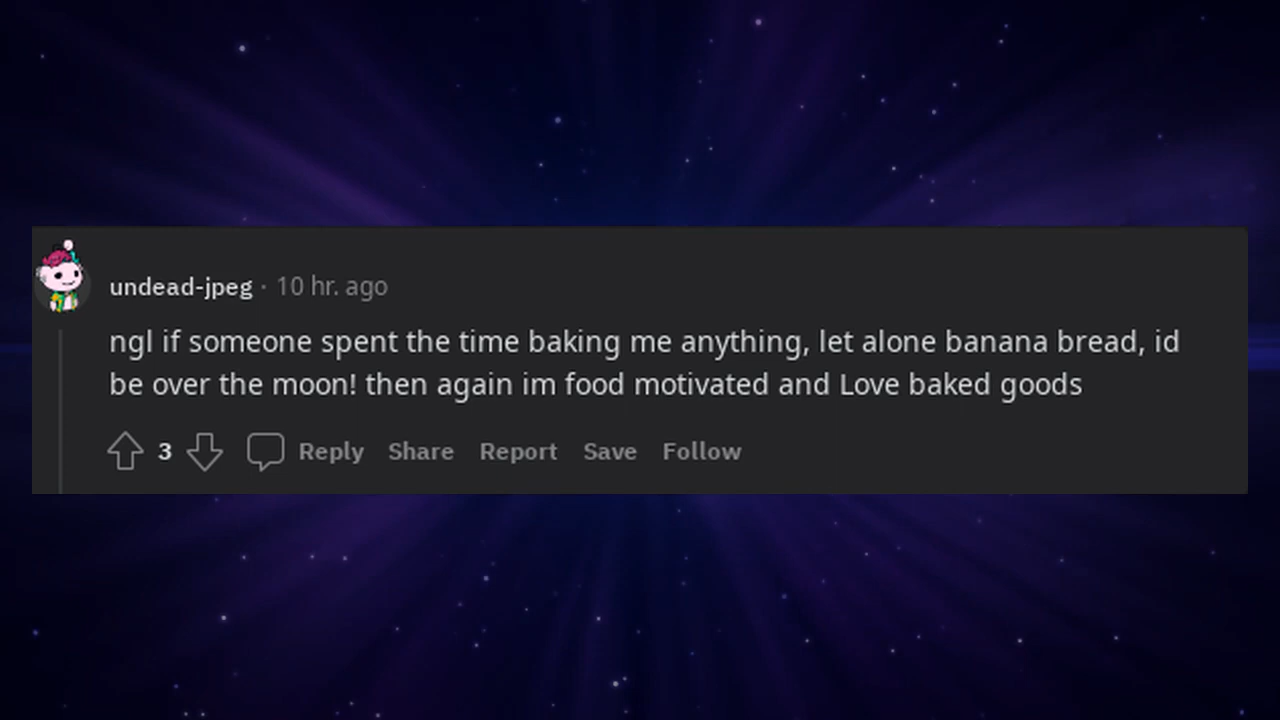 undead-jpeg · 10 hr. ago
ngl if someone spent the time baking me anything, let alone banana bread, id
be over the moon! then again im food motivated and Love baked goods
3 Reply Share Report Save Follow